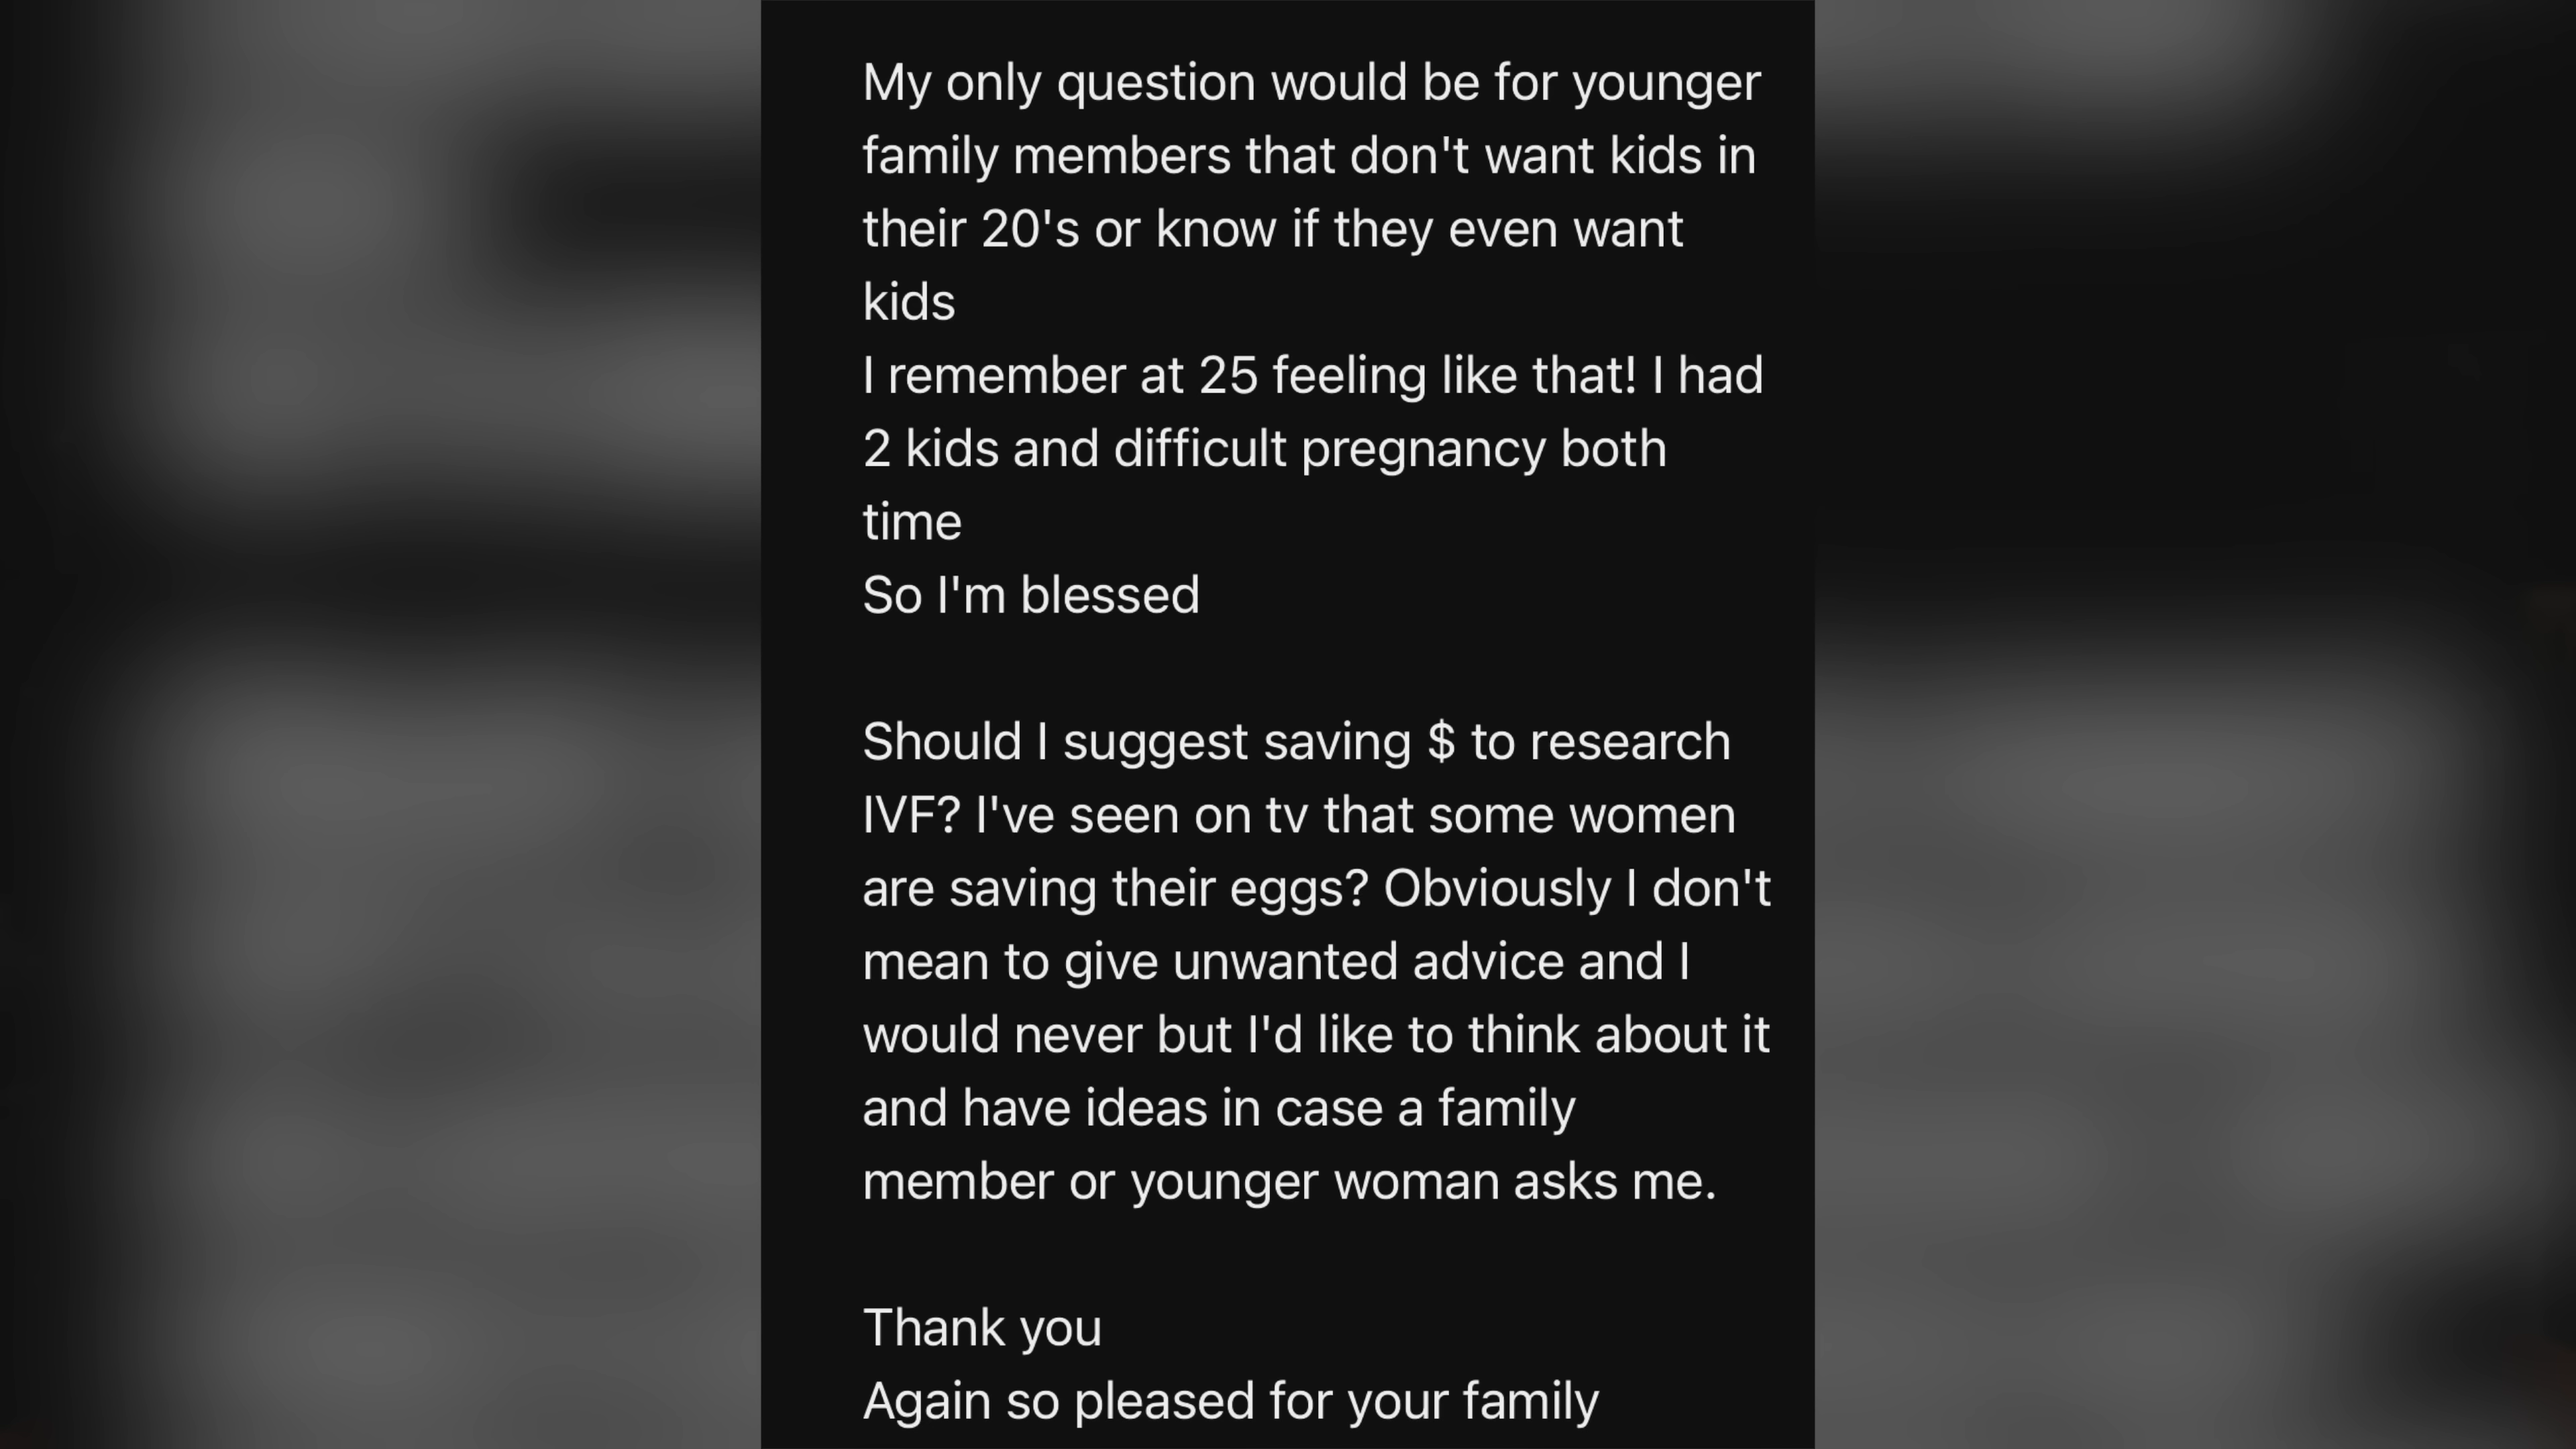 My only question would be for younger
family members that don't want kids in
their 20's or know if they even want
kids
I remember at 25 feeling like that! I had
2 kids and difficult pregnancy both
time
So I'm blessed
Should I suggest saving $ to research
IVF? I've seen on tv that some women
are saving their eggs? Obviously I don't
mean to give unwanted advice and I
would never but I'd like to think about it
and have ideas in case a family
member or younger woman asks me.
Thank you
Again so pleased for your family